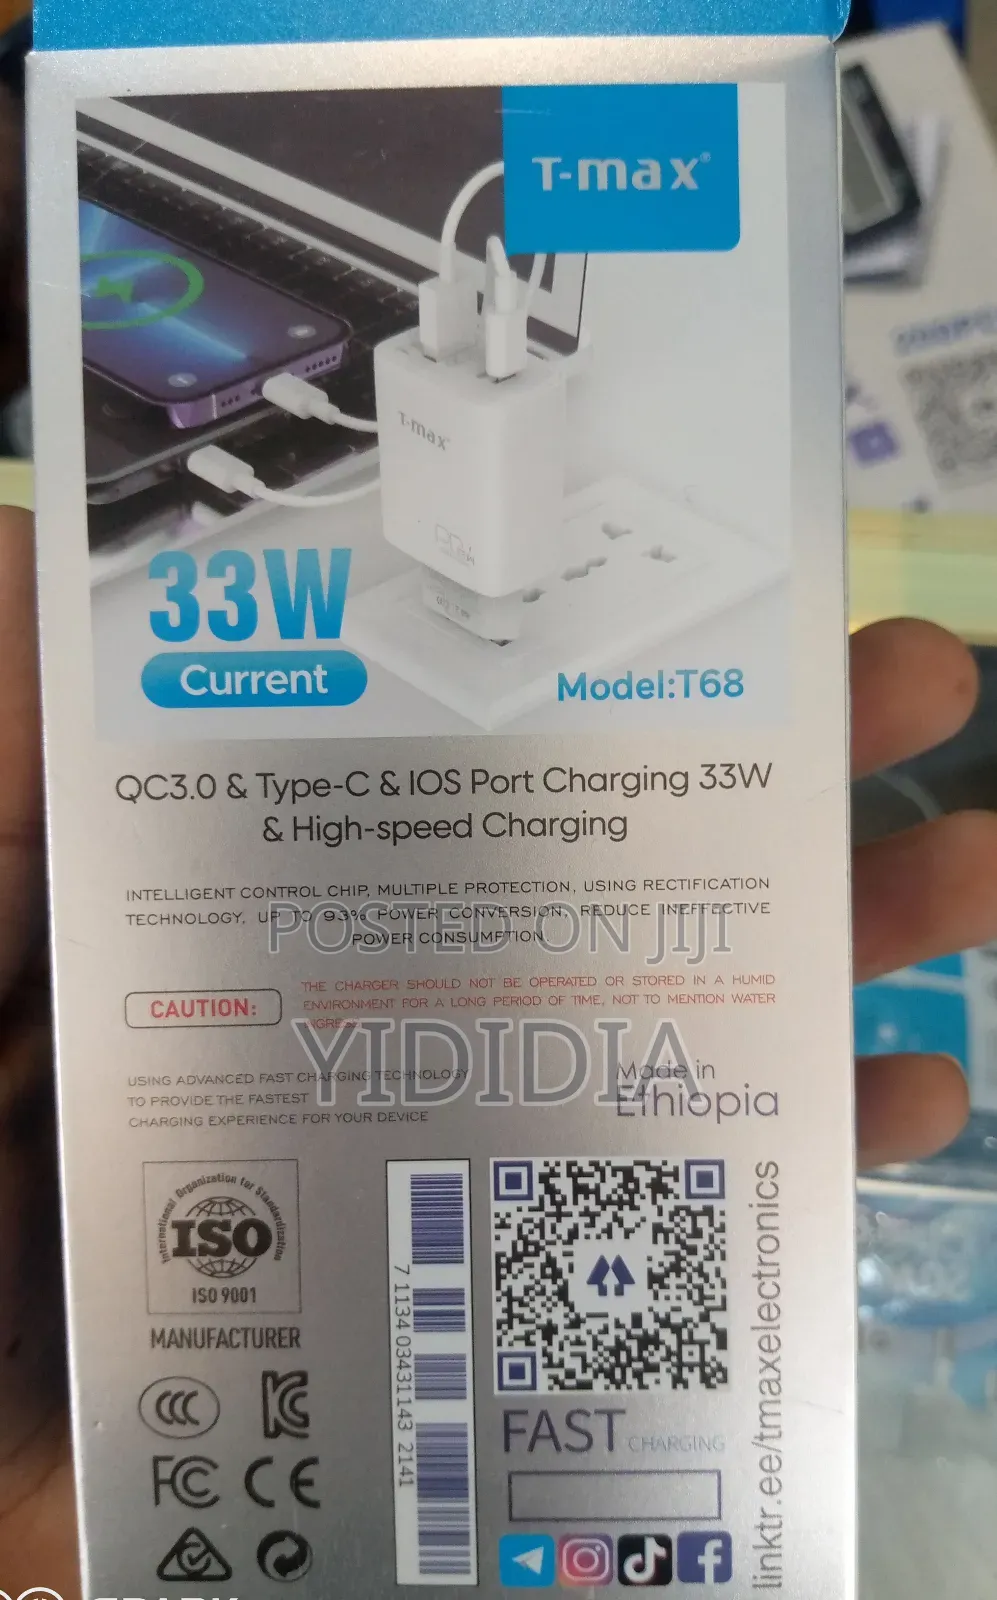 T-max®
T-max
33W
Current
Model:T68
QC3.0 & Type-C & IOS Port Charging 33W
& High-speed Charging
INTELLIGENT CONTROL CHIP, MULTIPLE PROTECTION, USING RECTIFICATION
TECHNOLOGY, UP TO 93% POWER CONVERSION, REDUCE INEFFECTIVE
POWER CONSUMPTION
POSTED ON JIJI
CAUTION:
THE CHARGER SHOULD NOT BE OPERATED OR STORED IN A HUMID
ENVIRONMENT FOR A LONG PERIOD OF TIME, NOT TO MENTION WATER
INGRESS
YIDIDIA
USING ADVANCED FAST CHARGING TECHNOLOGY
TO PROVIDE THE FASTEST
CHARGING EXPERIENCE FOR YOUR DEVICE
Made in
Ethiopia
International Organization for Standardization
ISO
ISO 9001
MANUFACTURER
CCC
FC CE
7 1134 03431143 2141
FAST CHARGING
linktr.ee/tmaxelectronics